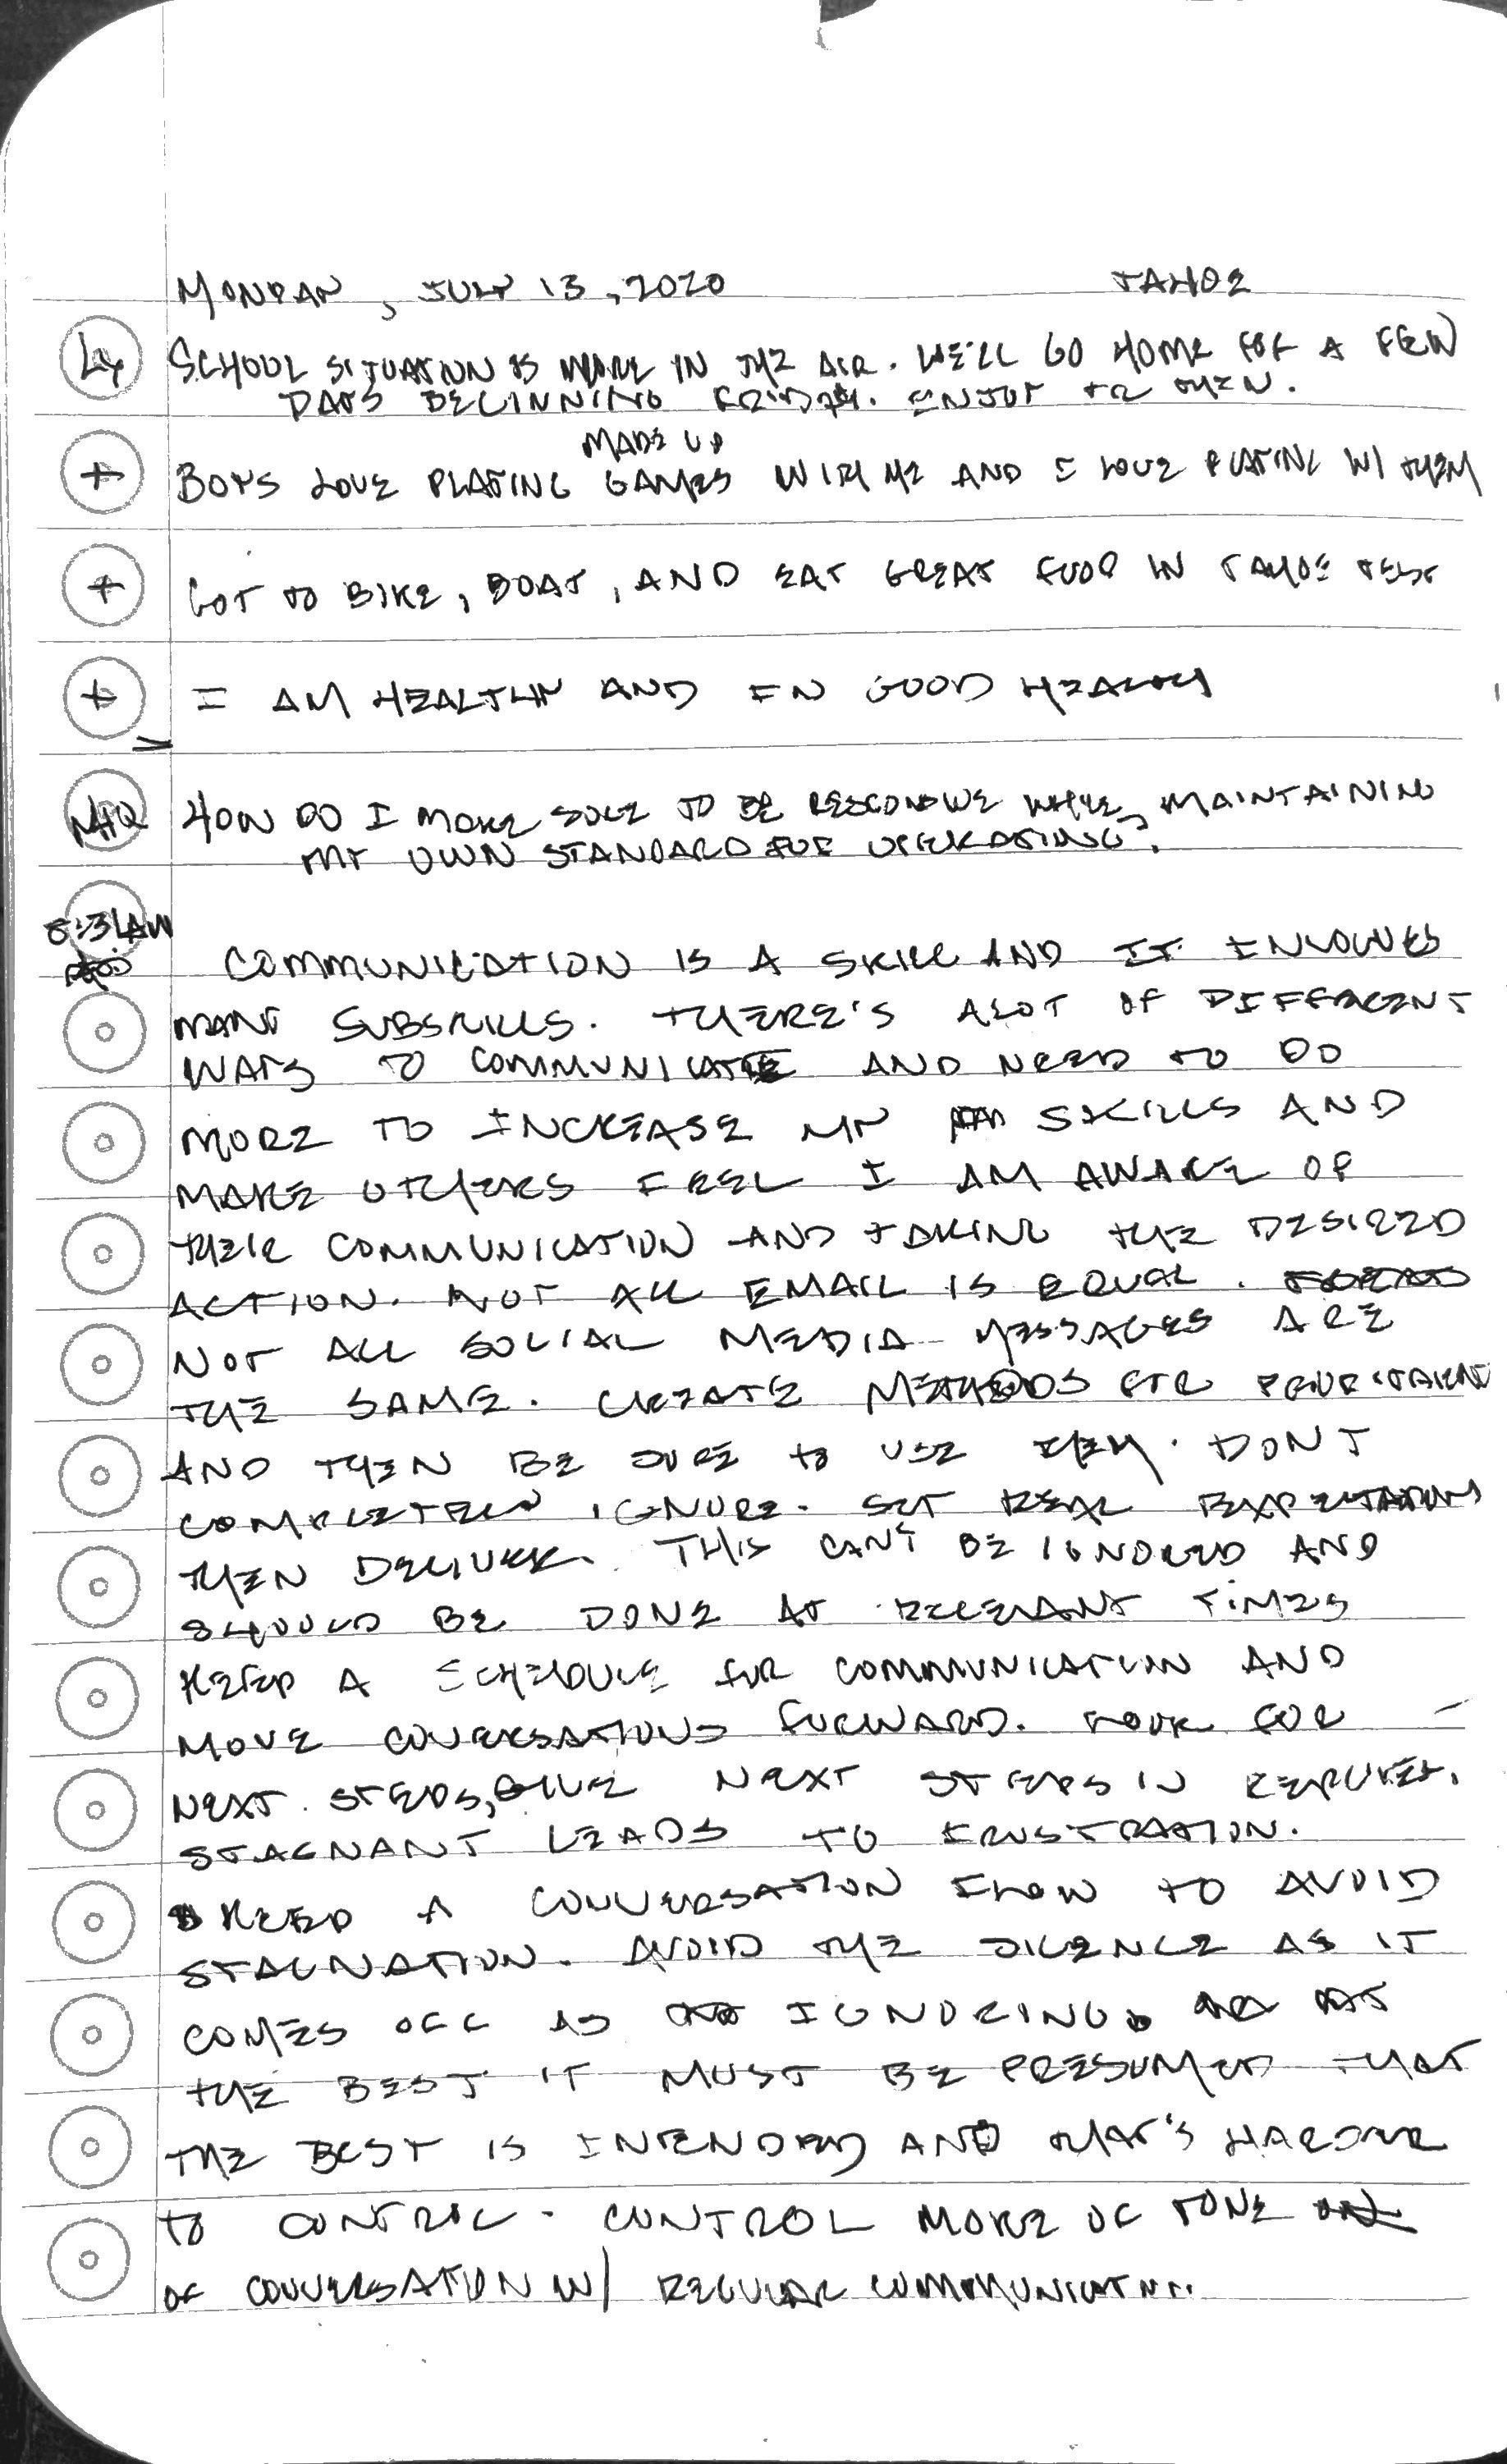 MONDAY, JULY 13, 2020 TAHOE
L4 SCHOOL SITUATION IS MORE IN THE AIR. WE'LL GO HOME FOR A FEW
DAYS BEGINNING FRIDAY. ENJOY TIL THEN.
MADE UP
+ BOYS LOVE PLAYING GAMES WITH ME AND I LOVE PLAYING W/ THEM
+ GOT TO BIKE, BOAT, AND EAT GREAT FOOD IN TAHOE
+ I AM HEALTHY AND IN GOOD HEALTH
HOW DO I MAKE SURE TO BE RESPONSIVE WHILE MAINTAINING
MY OWN STANDARD FOR OPERATING?
8:31AM
COMMUNICATION IS A SKILL AND IT INVOLVES
MANY SUBSKILLS. THERE'S ALOT OF DIFFERENT
WAYS TO COMMUNICATE AND NEED TO DO
MORE TO INCREASE MY SKILLS AND
MAKE OTHERS FEEL I AM AWARE OF
THEIR COMMUNICATION AND TAKING THE DESIRED
ACTION. NOT ALL EMAIL IS EQUAL.
NOT ALL SOCIAL MEDIA MESSAGES ARE
THE SAME. CREATE METHODS FOR PRIORITIZING
AND THEN BE SURE TO USE THEM. DON'T
COMPLETELY IGNORE. SET REAL EXPECTATIONS
THEN DELIVER. THIS CAN'T BE IGNORED AND
SHOULD BE DONE AT RELEVANT TIMES
KEEP A SCHEDULE FOR COMMUNICATION AND
MOVE CONVERSATIONS FORWARD. LOOK FOR
NEXT STEPS, GIVE NEXT STEPS IN REPLIES.
STAGNANT LEADS TO FRUSTRATION.
KEEP A CONVERSATION FLOW TO AVOID
STAGNATION. AVOID THE SILENCE AS IT
COMES OFF AS IGNORING. AT
THE BEST IT MUST BE PRESUMED THAT
THE BEST IS INTENDED AND THAT'S HARDER
TO CONTROL. CONTROL MORE OF TONE
OF CONVERSATION W/ REGULAR COMMUNICATION.